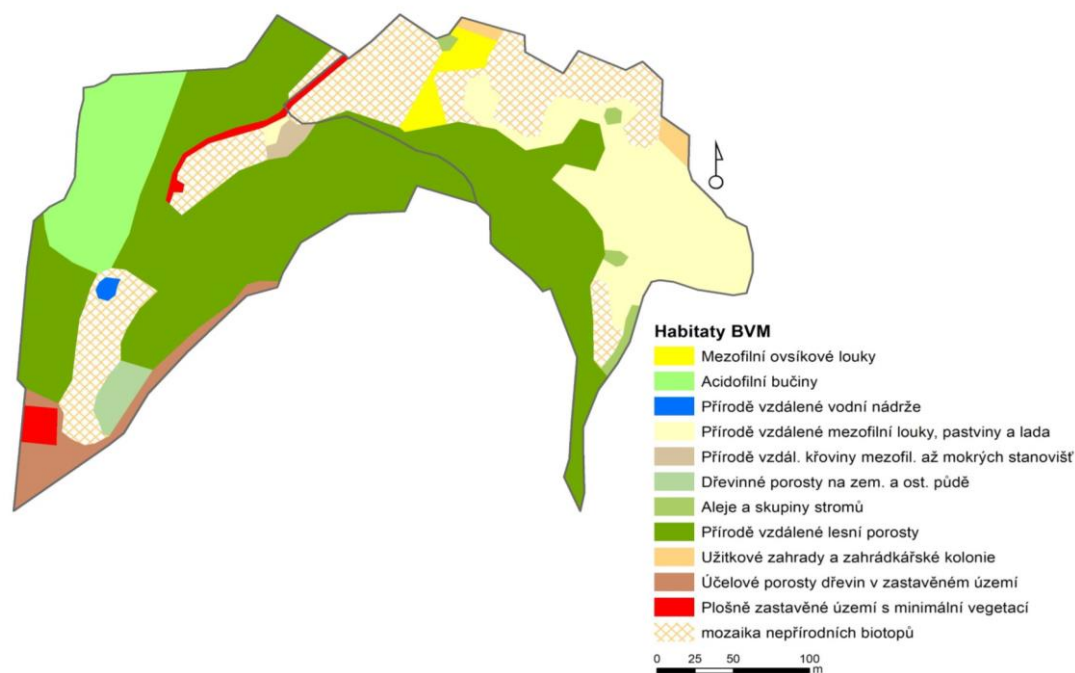 Habitaty BVM
Mezofilní ovsíkové louky
Acidofilní bučiny
Přírodě vzdálené vodní nádrže
Přírodě vzdálené mezofilní louky, pastviny a lada
Přírodě vzdál. křoviny mezofil. až mokrých stanovišť
Dřevinné porosty na zem. a ost. půdě
Aleje a skupiny stromů
Přírodě vzdálené lesní porosty
Užitkové zahrady a zahrádkářské kolonie
Účelové porosty dřevin v zastavěném území
Plošně zastavěné území s minimální vegetací
mozaika nepřírodních biotopů
0 25 50 100
m